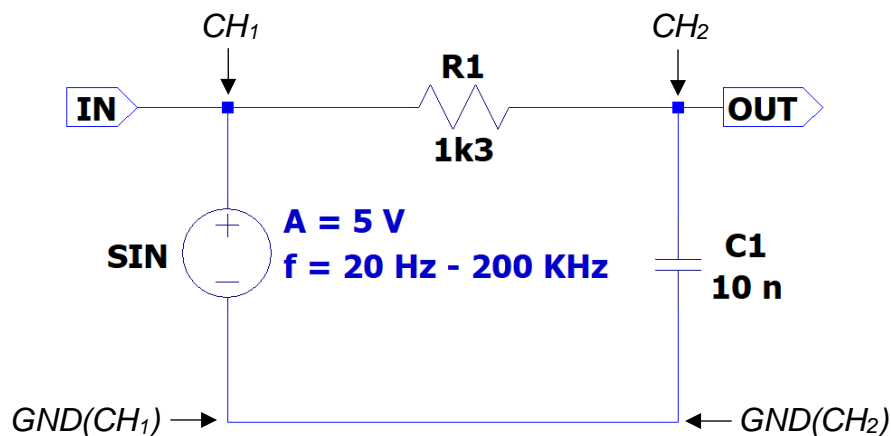 CH₁
CH₂
R1
IN
OUT
1k3
A = 5 V
SIN
f = 20 Hz - 200 KHz
C1
10 n
GND(CH₁)
GND(CH₂)